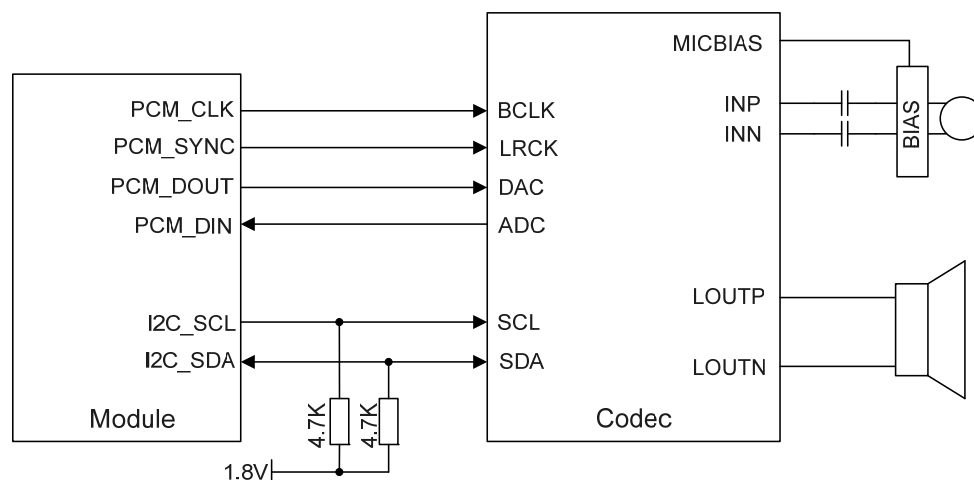 PCM_CLK
PCM_SYNC
PCM_DOUT
PCM_DIN
I2C_SCL
I2C_SDA
Module
4.7K
4.7K
1.8V
BCLK
LRCK
DAC
ADC
SCL
SDA
Codec
MICBIAS
INP
INN
LOUTP
LOUTN
BIAS